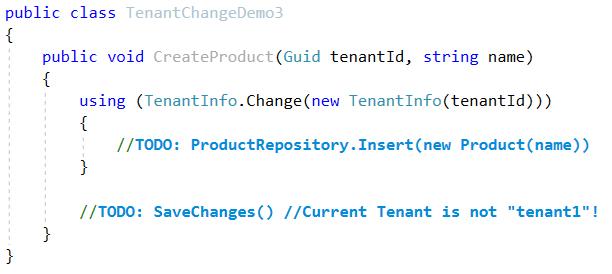 public class TenantChangeDemo3
{
public void CreateProduct(Guid tenantId, string name)
{
using (TenantInfo.Change(new TenantInfo(tenantId)))
{
//TODO: ProductRepository.Insert(new Product(name))
}
//TODO: SaveChanges() //Current Tenant is not "tenant1"!
}
}